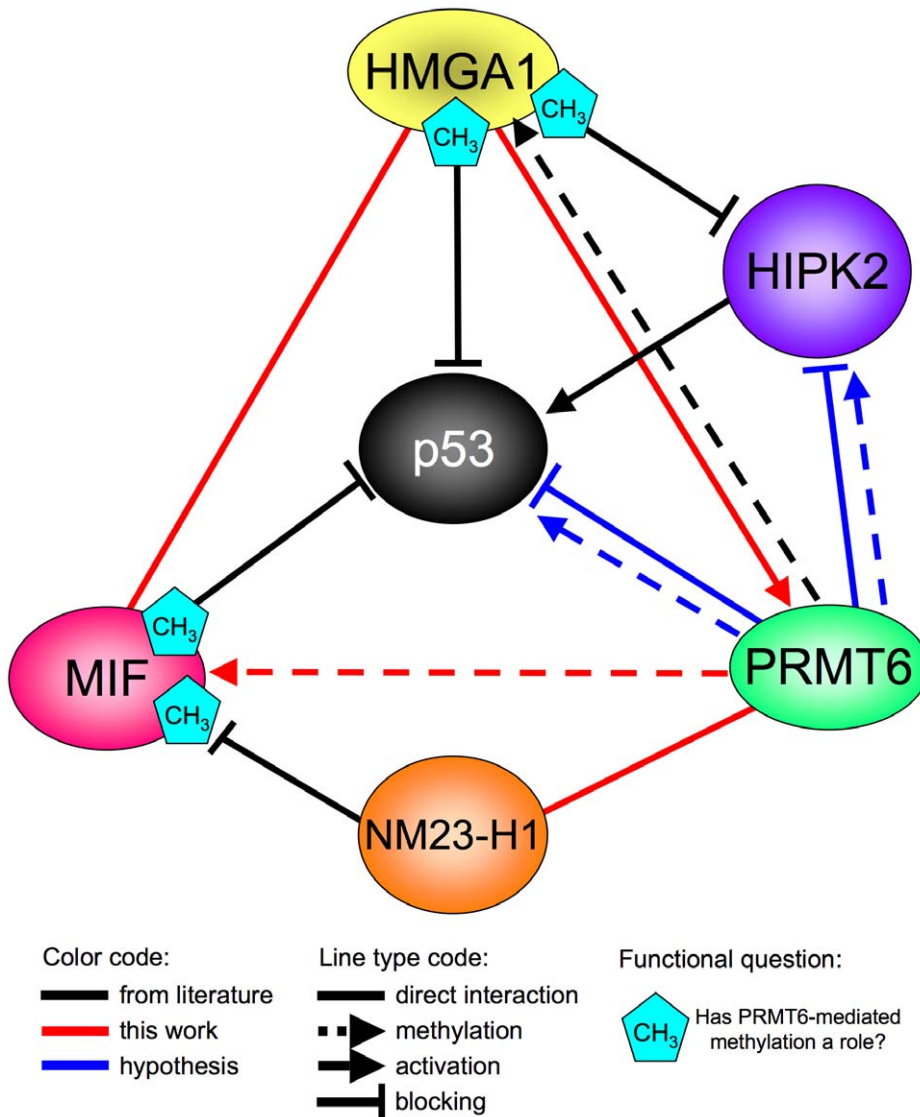 HMGA1
CH3
CH3
HIPK2
p53
CH3
MIF
CH3
PRMT6
NM23-H1
Color code:
from literature
this work
hypothesis
Line type code:
direct interaction
methylation
activation
blocking
Functional question:
CH3
Has PRMT6-mediated
methylation a role?